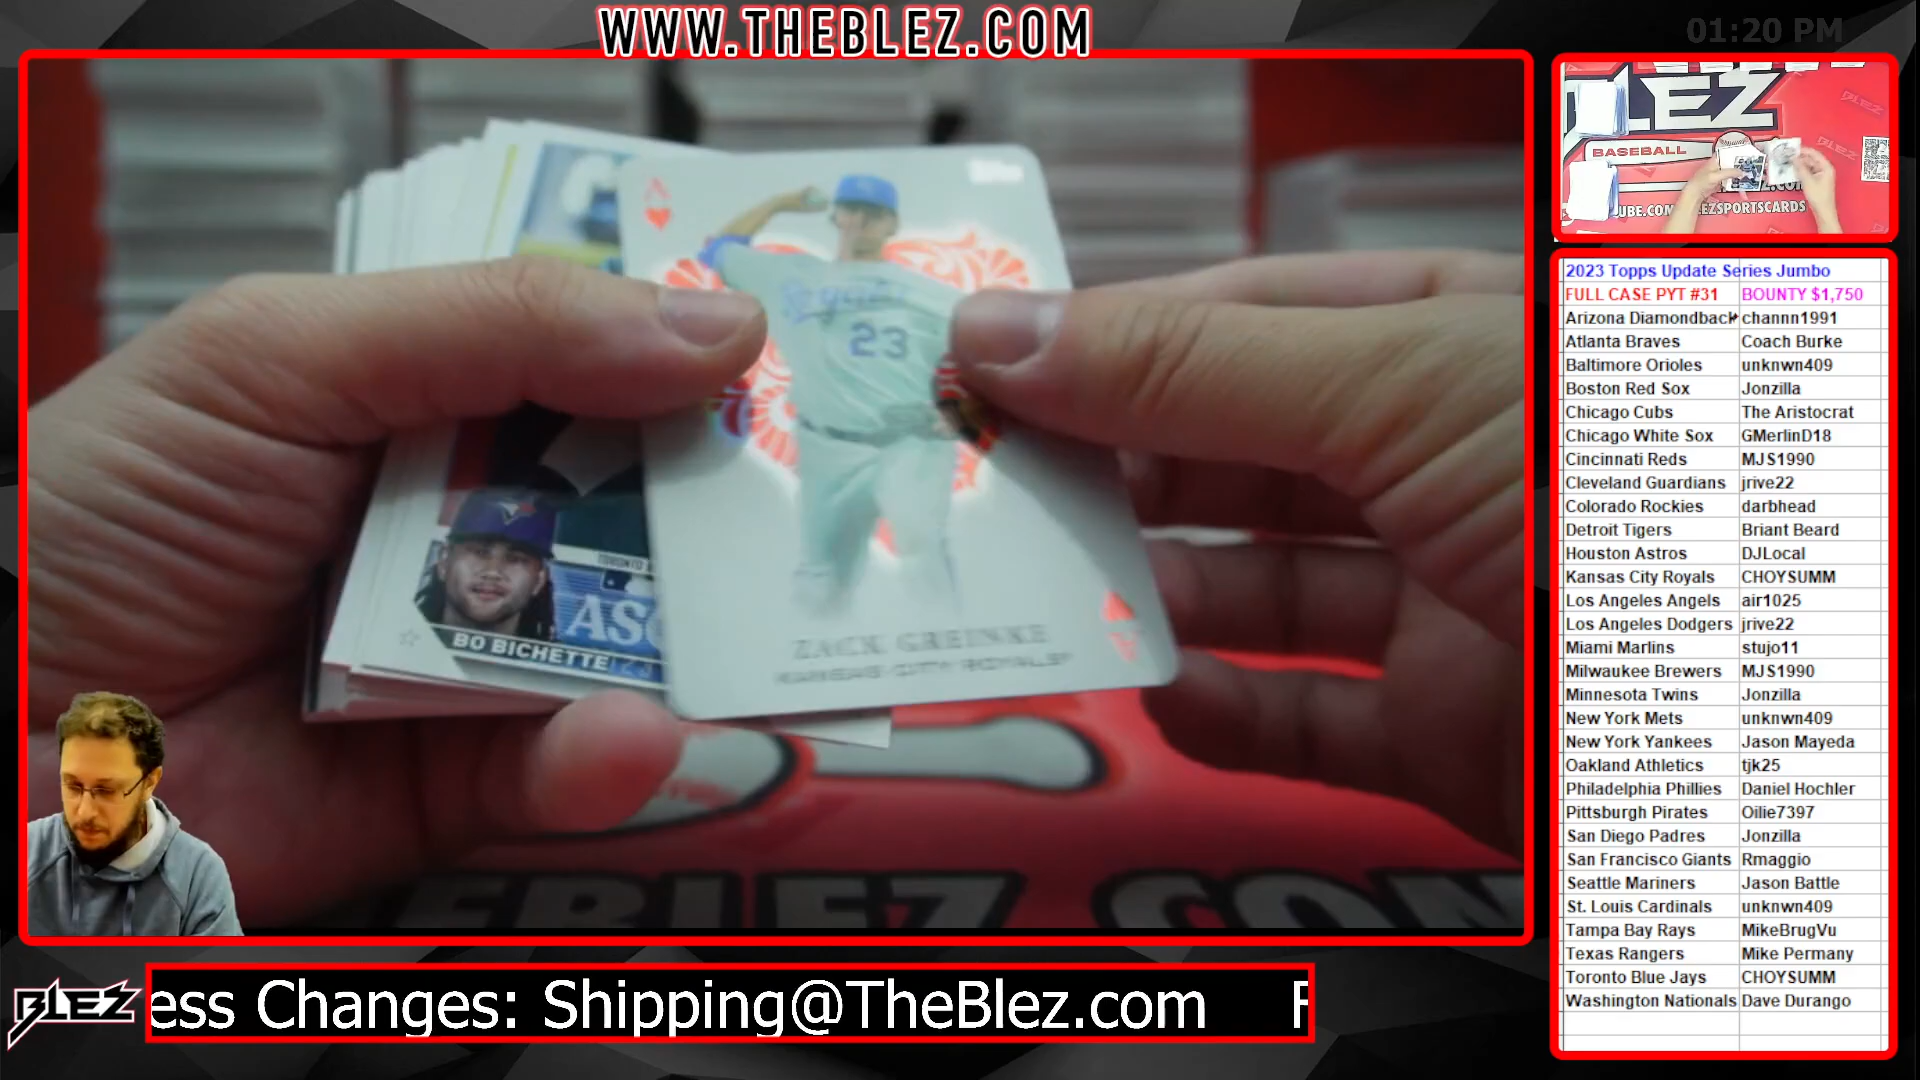 WWW.THEBLEZ.COM
01:20 PM
A
Royals
23
BO BICHETTE
ZACK GREINKE
KANSAS CITY ROYALS
A
BLEZ
BASEBALL
2023 Topps Update Series Jumbo
FULL CASE PYT #31 BOUNTY $1,750
Arizona Diamondback channn1991
Atlanta Braves Coach Burke
Baltimore Orioles unknwn409
Boston Red Sox Jonzilla
Chicago Cubs The Aristocrat
Chicago White Sox GMerlinD18
Cincinnati Reds MJS1990
Cleveland Guardians jrive22
Colorado Rockies darbhead
Detroit Tigers Briant Beard
Houston Astros DJLocal
Kansas City Royals CHOYSUMM
Los Angeles Angels air1025
Los Angeles Dodgers jrive22
Miami Marlins stujo11
Milwaukee Brewers MJS1990
Minnesota Twins Jonzilla
New York Mets unknwn409
New York Yankees Jason Mayeda
Oakland Athletics tjk25
Philadelphia Phillies Daniel Hochler
Pittsburgh Pirates Oilie7397
San Diego Padres Jonzilla
San Francisco Giants Rmaggio
Seattle Mariners Jason Battle
St. Louis Cardinals unknwn409
Tampa Bay Rays MikeBrugVu
Texas Rangers Mike Permany
Toronto Blue Jays CHOYSUMM
Washington Nationals Dave Durango
BLEZ
ess Changes: Shipping@TheBlez.com